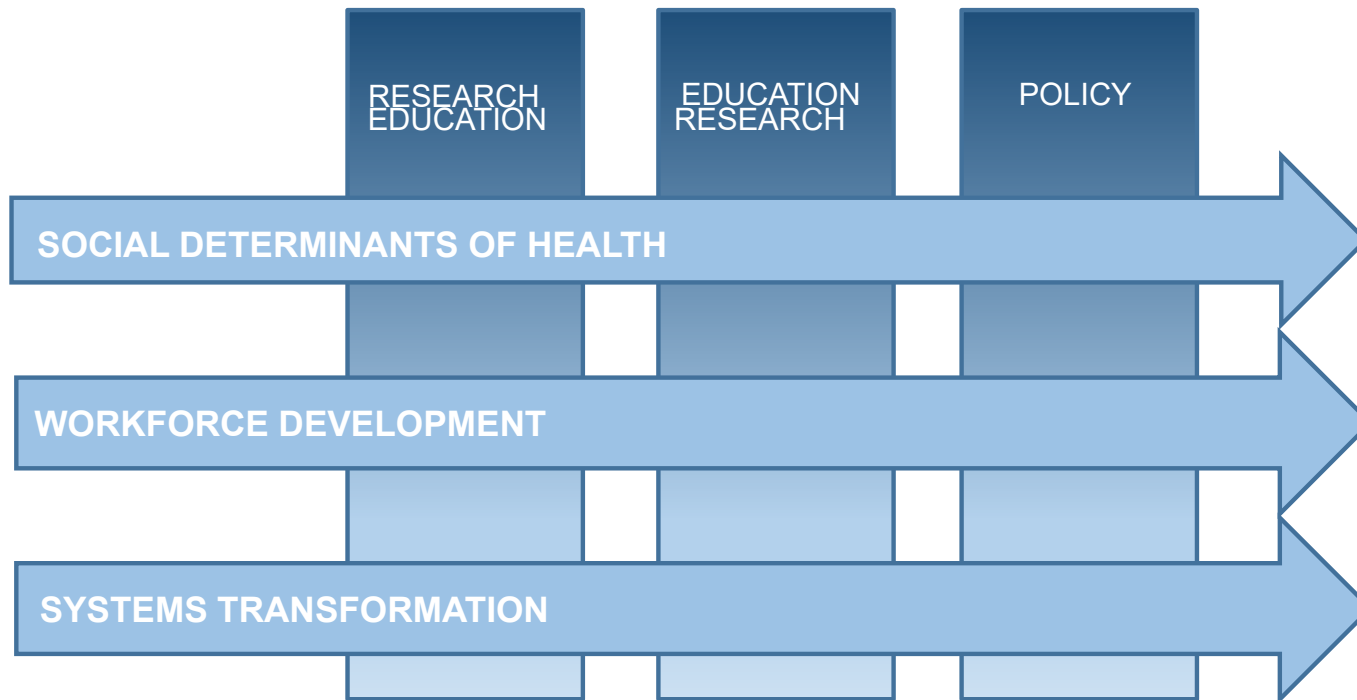 RESEARCH
EDUCATION
EDUCATION
RESEARCH
POLICY
SOCIAL DETERMINANTS OF HEALTH
WORKFORCE DEVELOPMENT
SYSTEMS TRANSFORMATION